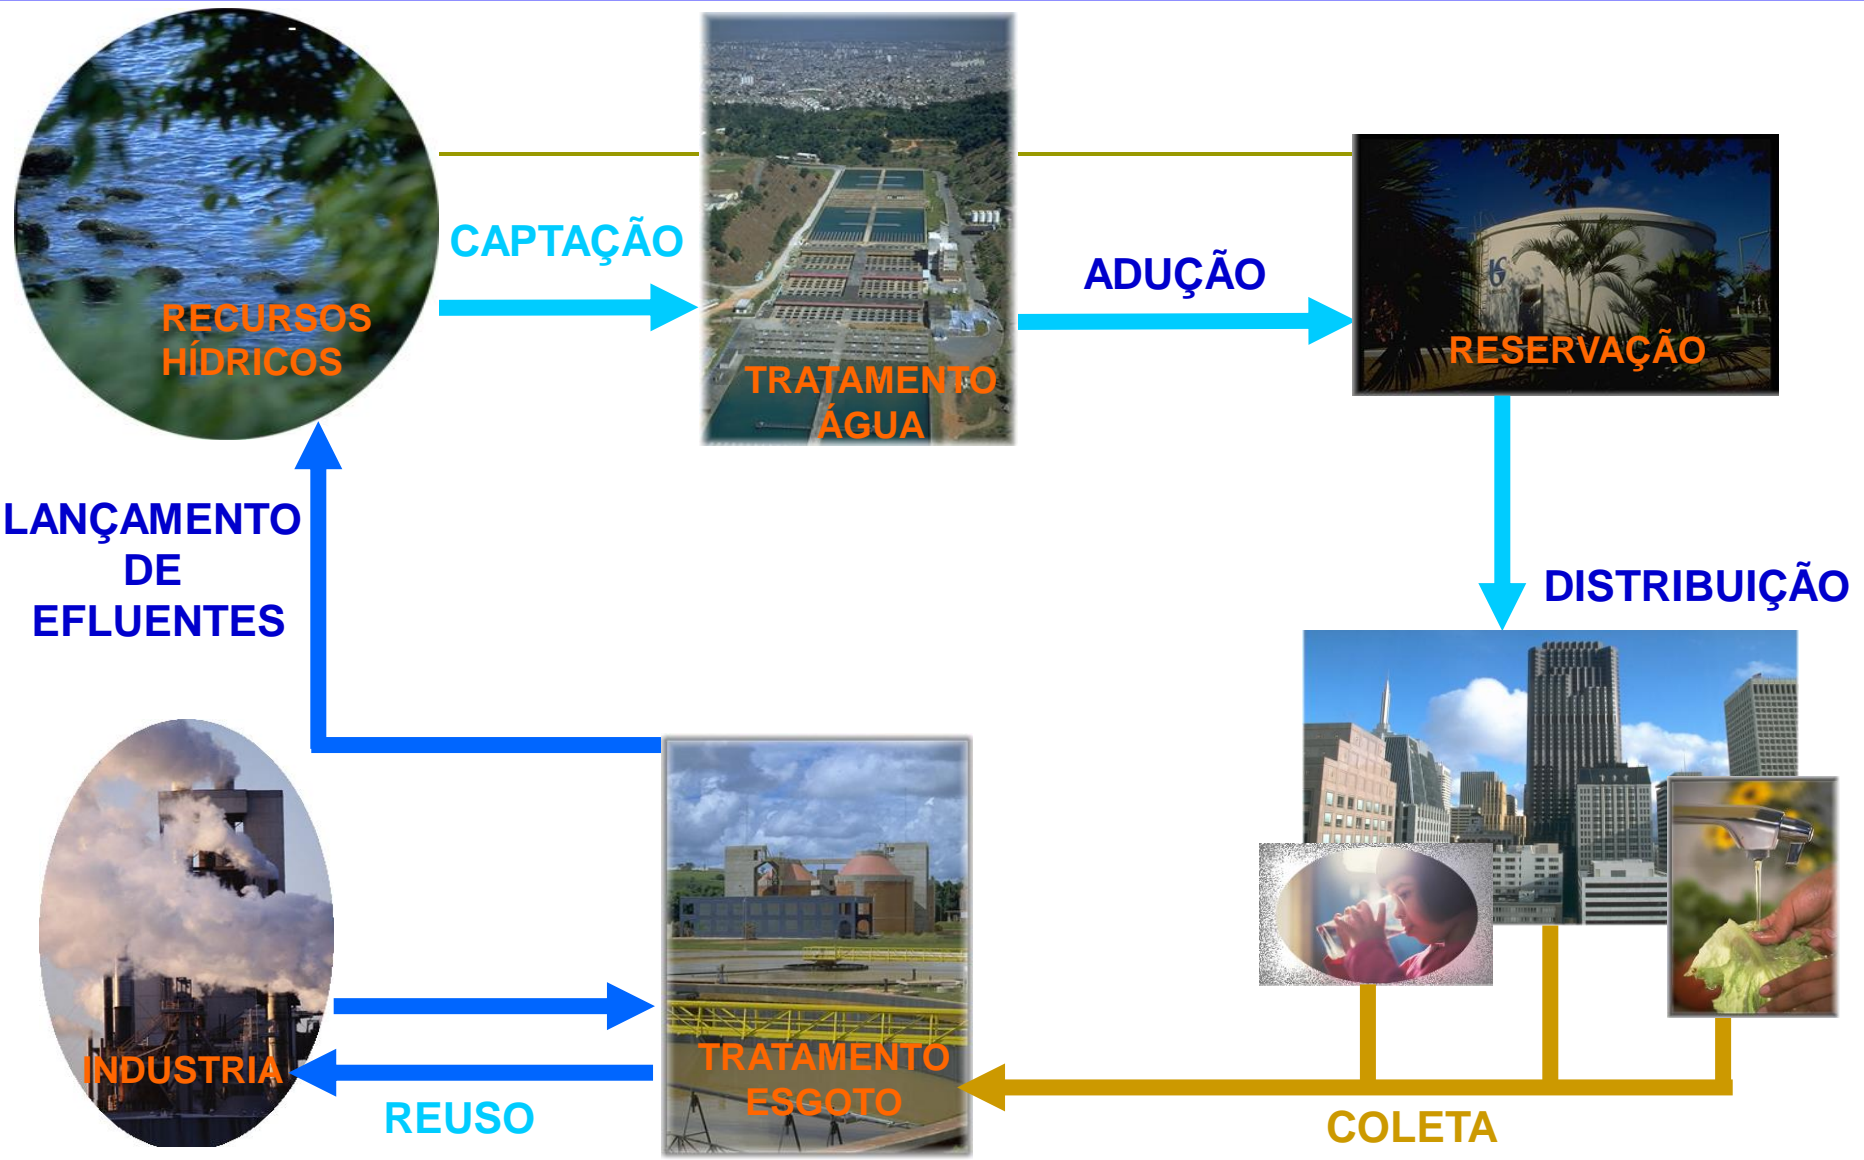 CAPTAÇÃO
ADUÇÃO
RECURSOS
HÍDRICOS
TRATAMENTO
ÁGUA
RESERVAÇÃO
LANÇAMENTO
DE
EFLUENTES
DISTRIBUIÇÃO
INDUSTRIA
REUSO
TRATAMENTO
ESGOTO
COLETA